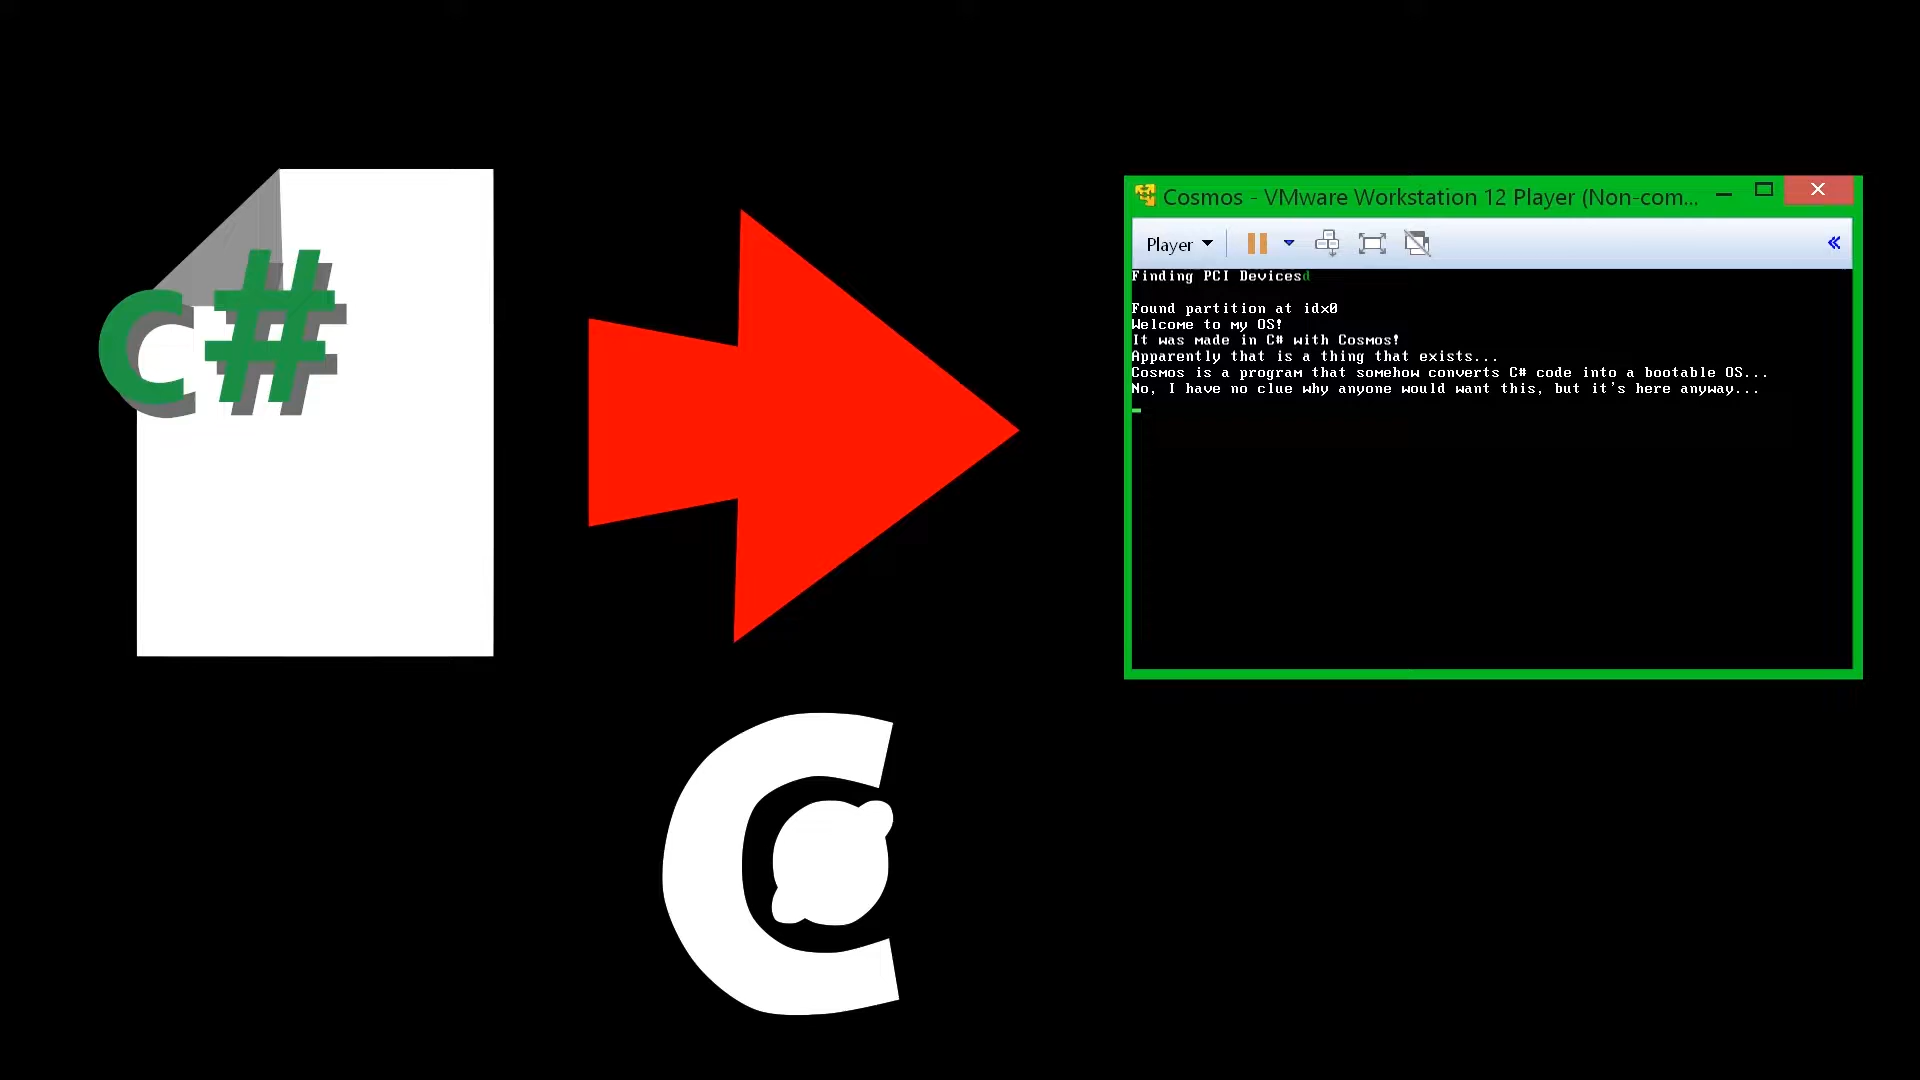 C#
Cosmos - VMware Workstation 12 Player (Non-com...
Player
Finding PCI Devicesd
Found partition at idx0
Welcome to my OS!
It was made in C# with Cosmos!
Apparently that is a thing that exists...
Cosmos is a program that somehow converts C# code into a bootable OS...
No, I have no clue why anyone would want this, but it's here anyway...
C